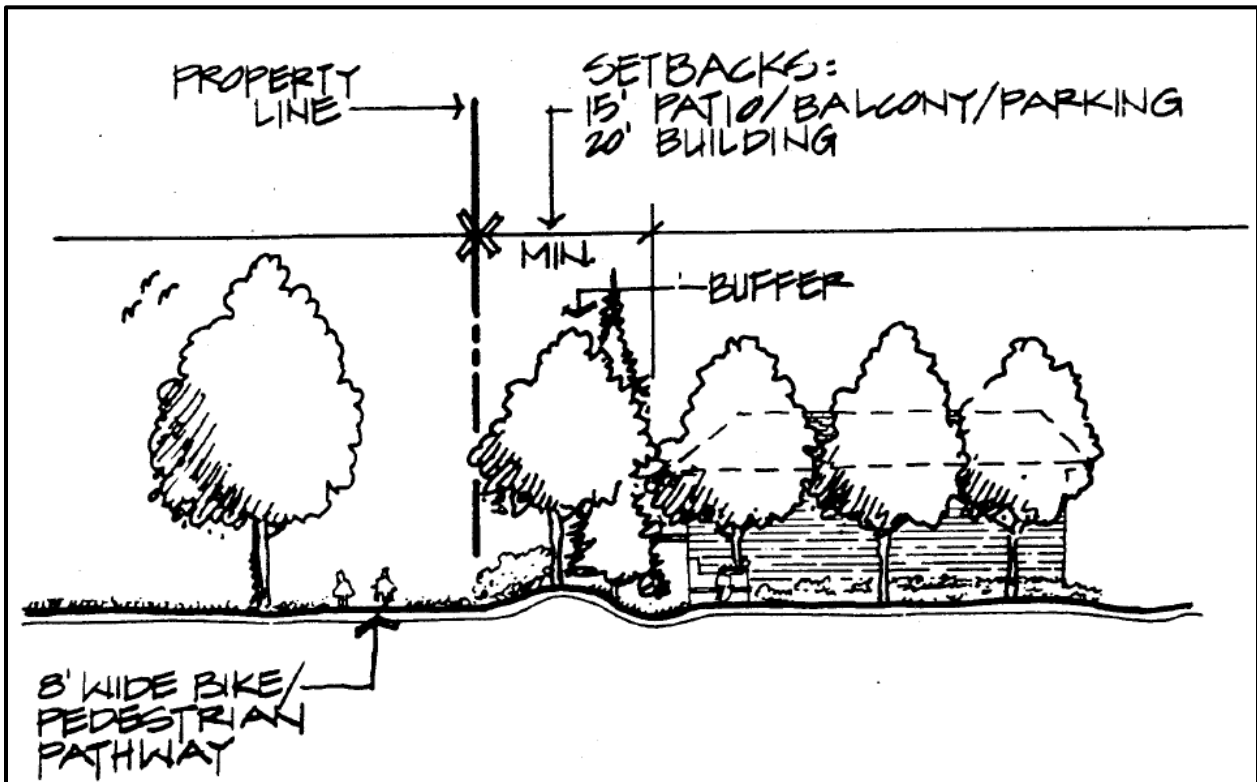 PROPERTY
LINE
SETBACKS:
15' PATIO/BALCONY/PARKING
20' BUILDING
MIN.
BUFFER
8' WIDE BIKE/
PEDESTRIAN
PATHWAY